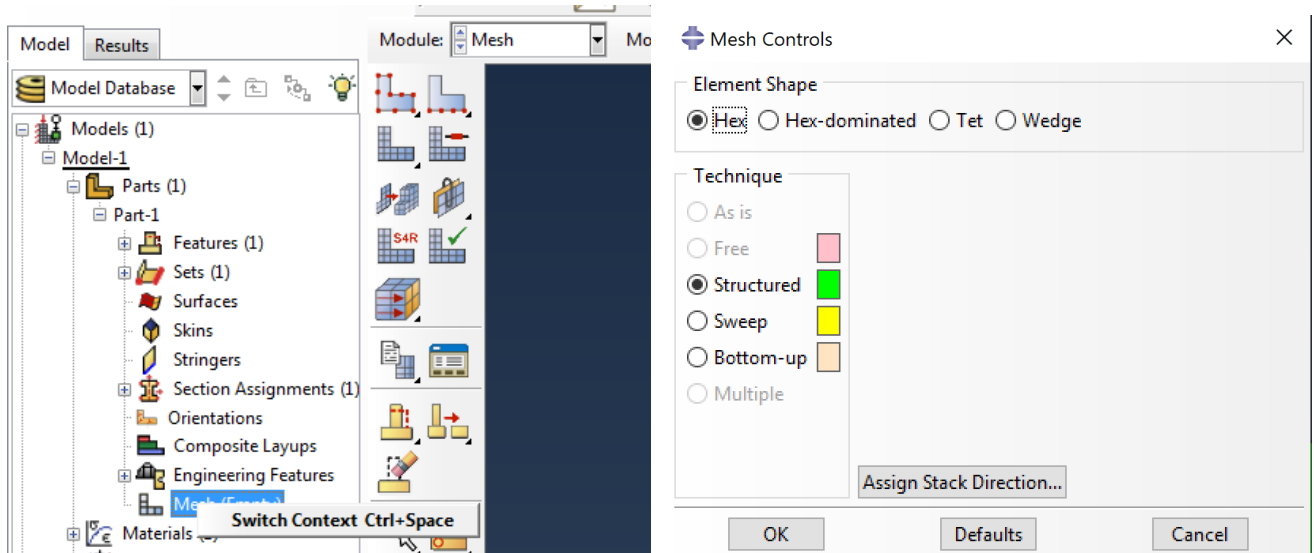 Model Results
Module: Mesh Mo
Model Database
Models (1)
Model-1
Parts (1)
Part-1
Features (1)
Sets (1)
Surfaces
Skins
Stringers
Section Assignments (1)
Orientations
Composite Layups
Engineering Features
Mesh (Empty)
Switch Context Ctrl+Space
Materials
S4R
Mesh Controls
Element Shape
Hex Hex-dominated Tet Wedge
Technique
As is
Free
Structured
Sweep
Bottom-up
Multiple
Assign Stack Direction...
OK Defaults Cancel